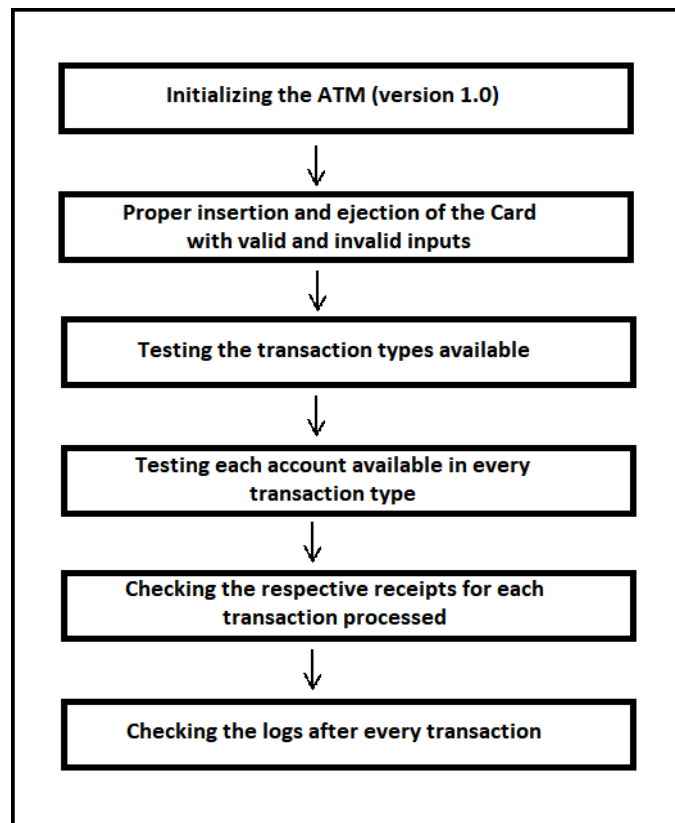 Initializing the ATM (version 1.0)
Proper insertion and ejection of the Card
with valid and invalid inputs
Testing the transaction types available
Testing each account available in every
transaction type
Checking the respective receipts for each
transaction processed
Checking the logs after every transaction